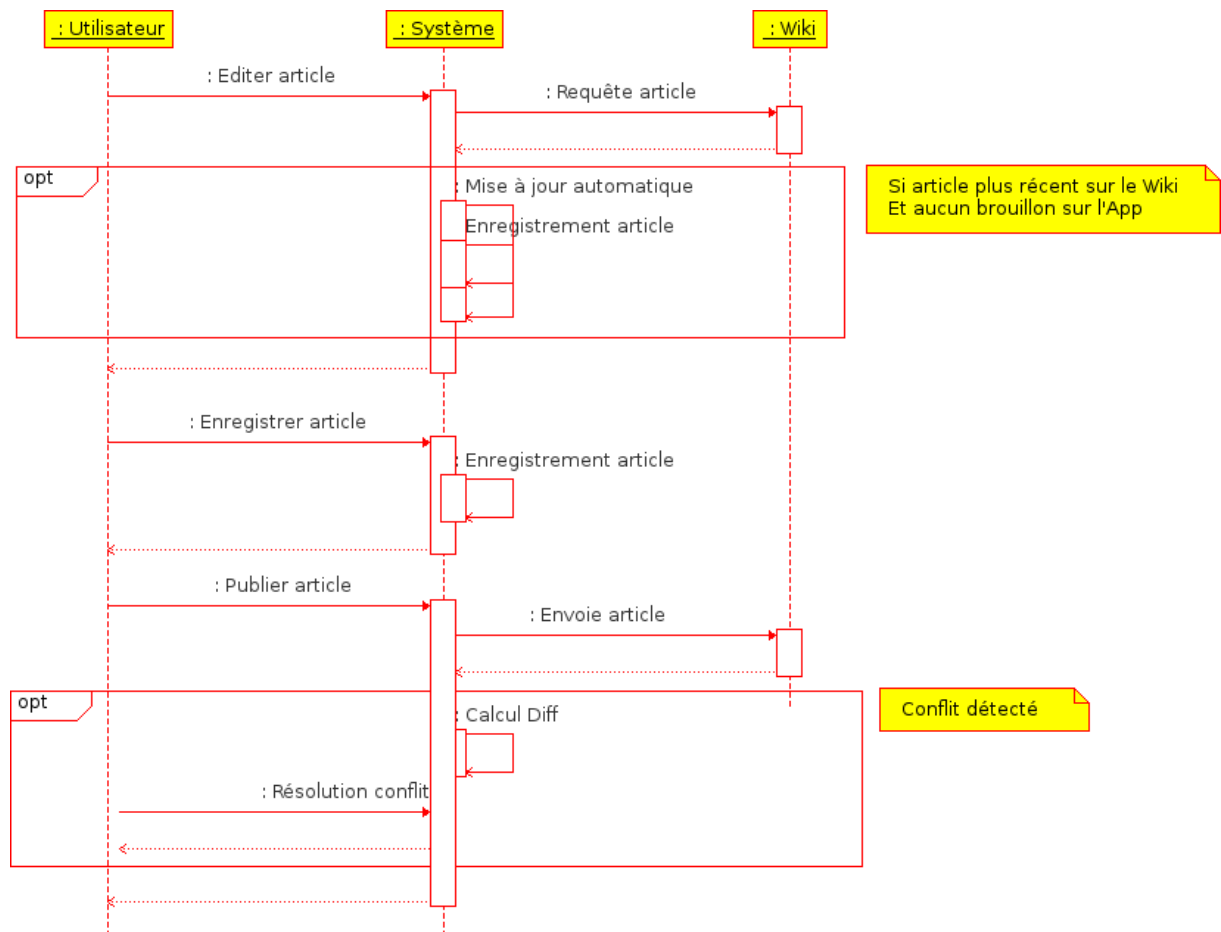 : Utilisateur
: Système
: Wiki
: Editer article
: Requête article
opt
: Mise à jour automatique
Si article plus récent sur le Wiki
Et aucun brouillon sur l'App
Enregistrement article
: Enregistrer article
: Enregistrement article
: Publier article
: Envoie article
opt
Conflit détecté
: Calcul Diff
: Résolution conflit